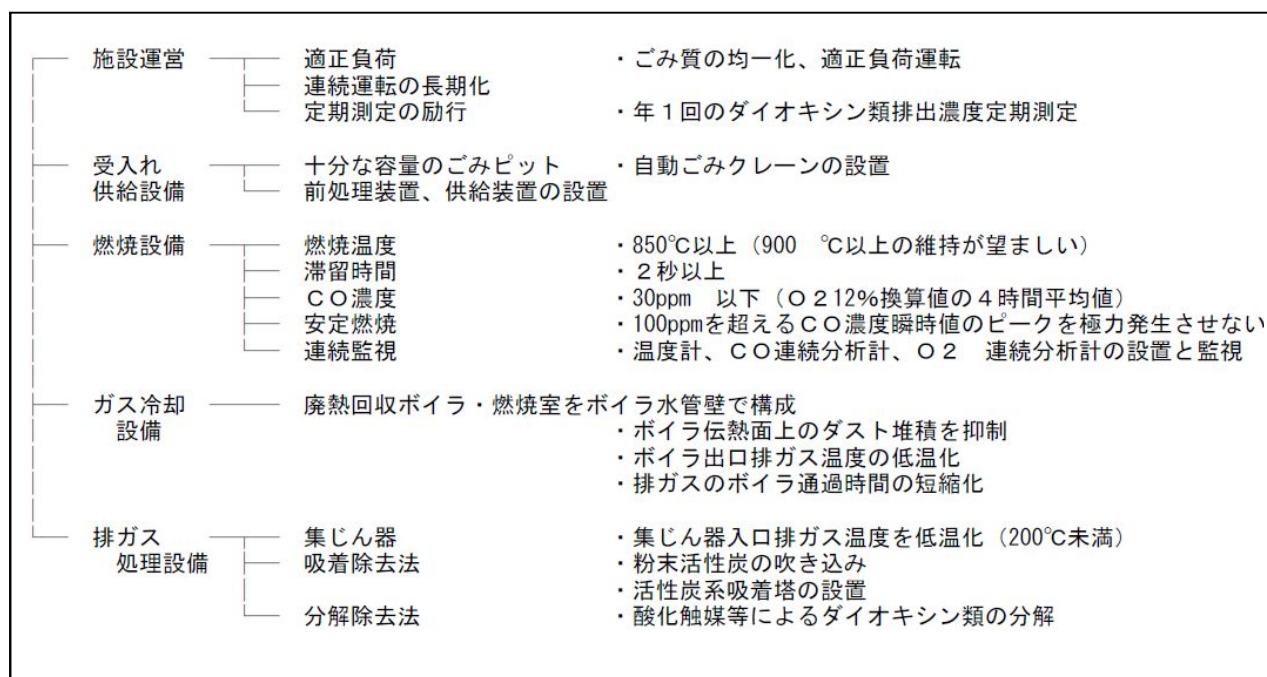 施設運営 適正負荷 ・ごみ質の均一化、適正負荷運転
連続運転の長期化
定期測定の励行 ・年1回のダイオキシン類排出濃度定期測定
受入れ 十分な容量のごみピット ・自動ごみクレーンの設置
供給設備 前処理装置、供給装置の設置
燃焼設備 燃焼温度 ・850℃以上(900 ℃以上の維持が望ましい)
滞留時間 ・2秒以上
CO濃度 ・30ppm 以下(O212%換算値の4時間平均値)
安定燃焼 ・100ppmを超えるCO濃度瞬時値のピークを極力発生させない
連続監視 ・温度計、CO連続分析計、O2 連続分析計の設置と監視
ガス冷却 廃熱回収ボイラ・燃焼室をボイラ水管壁で構成
設備 ・ボイラ伝熱面上のダスト堆積を抑制
・ボイラ出口排ガス温度の低温化
・排ガスのボイラ通過時間の短縮化
排ガス 集じん器 ・集じん器入口排ガス温度を低温化(200℃未満)
処理設備 吸着除去法 ・粉末活性炭の吹き込み
・活性炭系吸着塔の設置
分解除去法 ・酸化触媒等によるダイオキシン類の分解